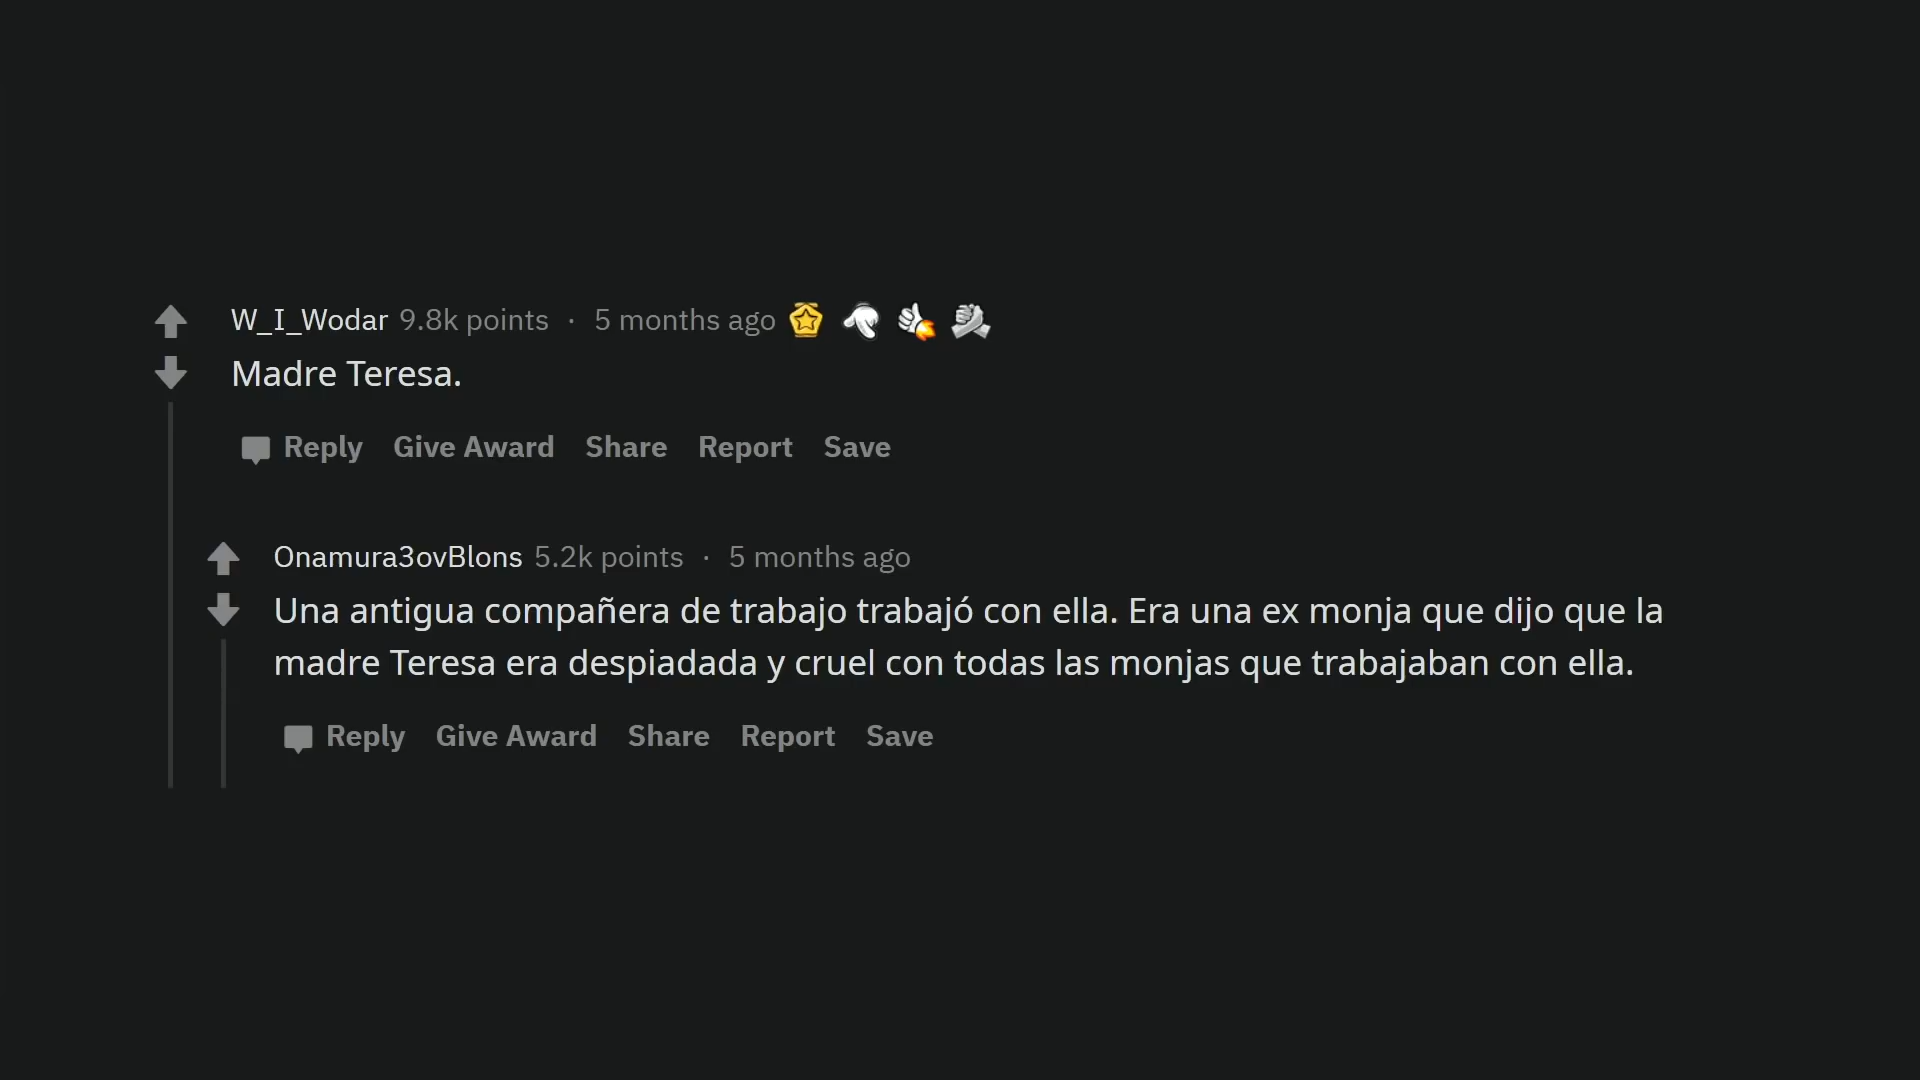 W_I_Wodar 9.8k points · 5 months ago
Madre Teresa.
Reply Give Award Share Report Save
Onamura3ovBlons 5.2k points · 5 months ago
Una antigua compañera de trabajo trabajó con ella. Era una ex monja que dijo que la
madre Teresa era despiadada y cruel con todas las monjas que trabajaban con ella.
Reply Give Award Share Report Save